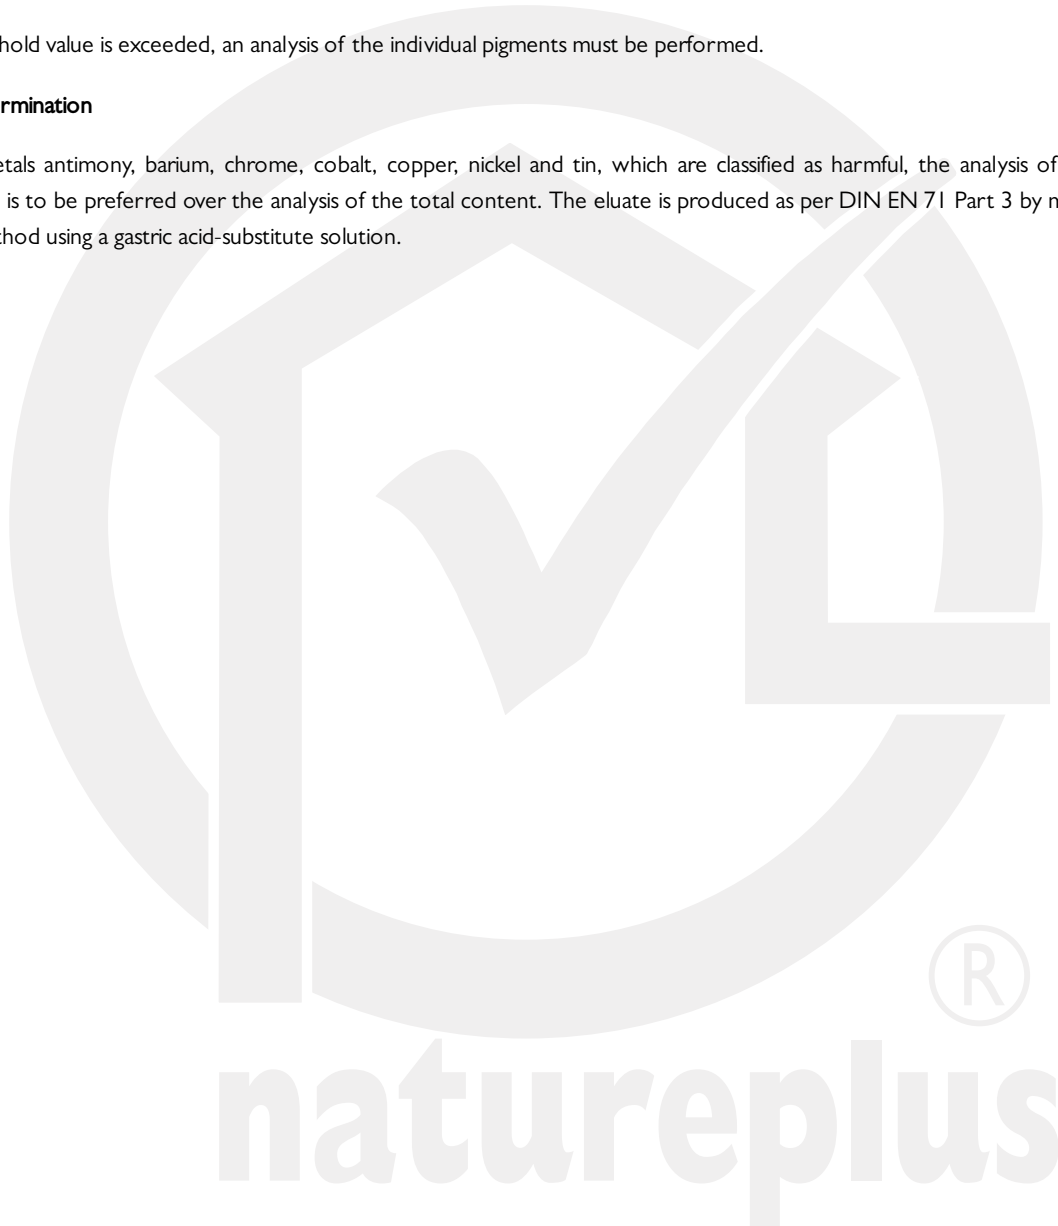 hold value is exceeded, an analysis of the individual pigments must be performed.
rmination
etals antimony, barium, chrome, cobalt, copper, nickel and tin, which are classified as harmful, the analysis of
is to be preferred over the analysis of the total content. The eluate is produced as per DIN EN 71 Part 3 by m
thod using a gastric acid-substitute solution.
®
natureplus